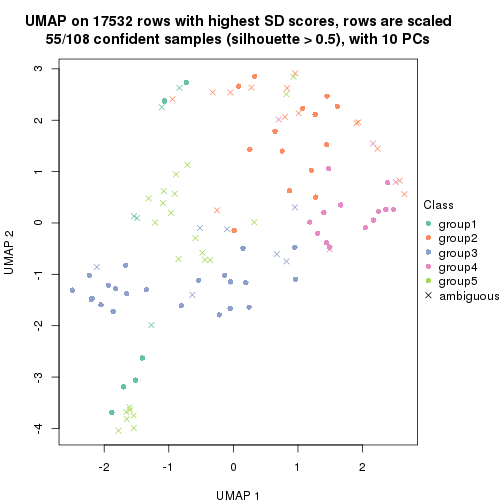 UMAP on 17532 rows with highest SD scores, rows are scaled
55/108 confident samples (silhouette > 0.5), with 10 PCs
3
2
1
0
-1
-2
-3
-4
UMAP 2
-2
-1
0
1
2
UMAP 1
Class
group1
group2
group3
group4
group5
ambiguous